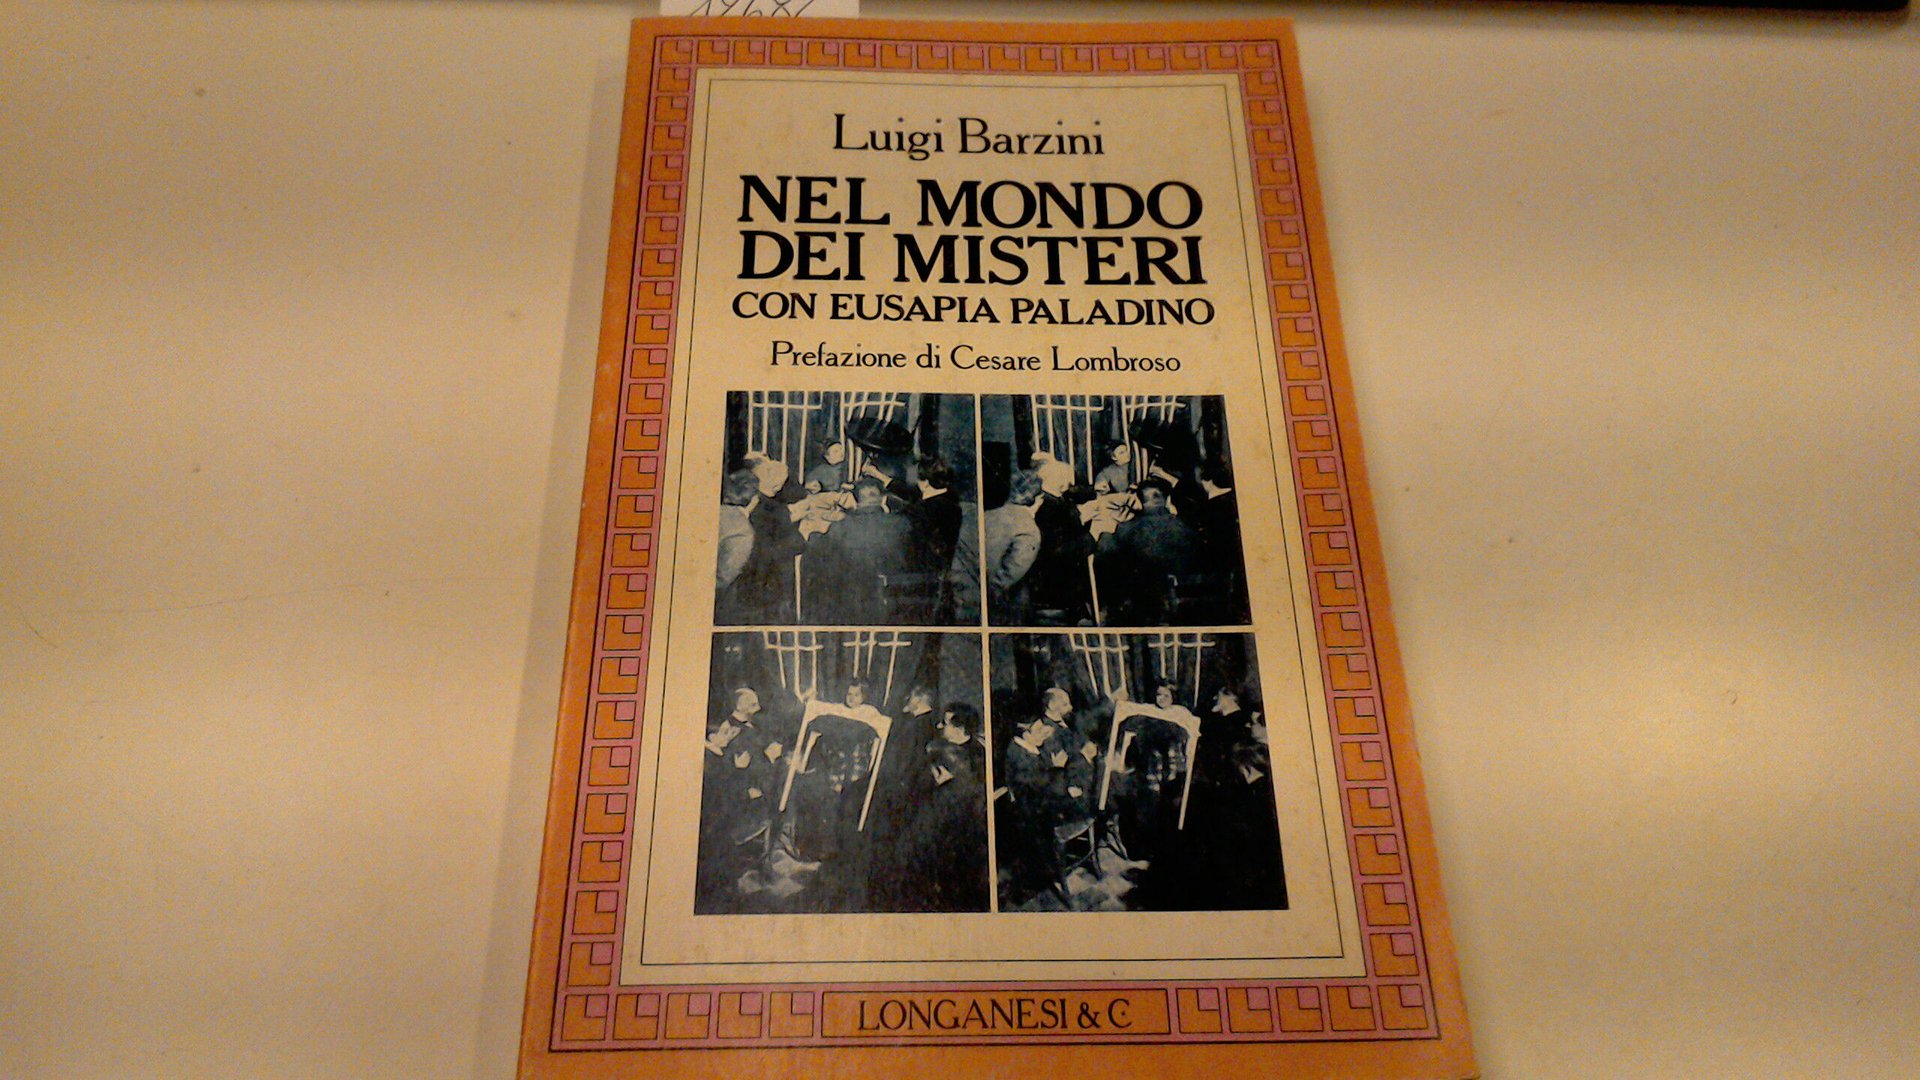 Luigi Barzini
NEL MONDO
DEI MISTERI
CON EUSAPIA PALADINO
Prefazione di Cesare Lombroso
LONGANESI & C.